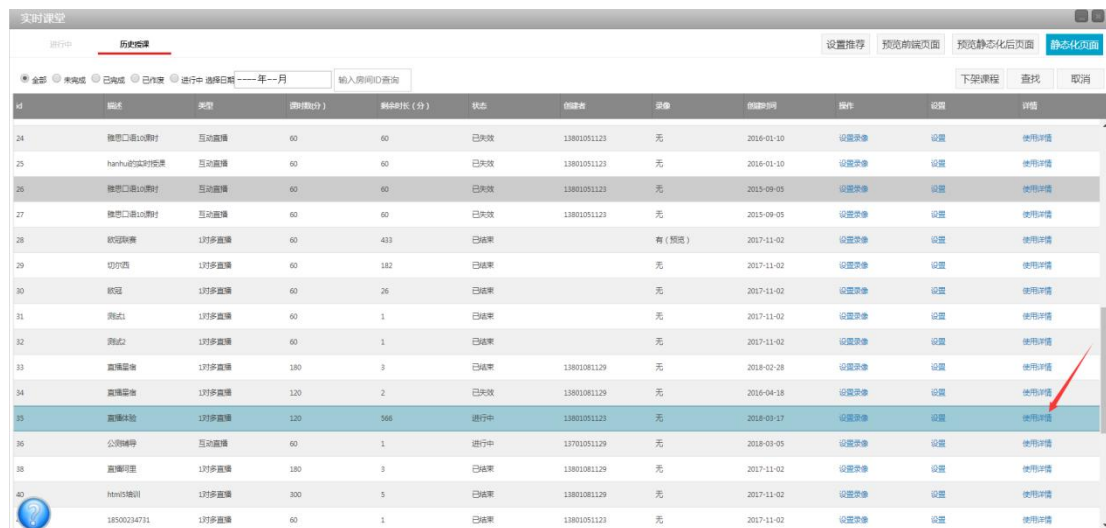 实时课堂
进行中 历史授课 设置推荐 预览前端页面 预览静态化后页面 静态化页面
全部 未完成 已完成 已作废 进行中 选择日期 ----年--月 输入房间ID查询 下架课程 查找 取消
id 描述 类型 课时数(分) 剩余时长(分) 状态 创建者 录像 创建时间 操作 设置 详情
24 雅思口语10课时 互动直播 60 60 已失效 13801051123 无 2016-01-10 设置录像 设置 使用详情
25 hanhui的实时授课 互动直播 60 60 已失效 13801051123 无 2016-01-10 设置录像 设置 使用详情
26 雅思口语10课时 互动直播 60 60 已失效 13801051123 无 2015-09-05 设置录像 设置 使用详情
27 雅思口语10课时 互动直播 60 60 已失效 13801051123 无 2015-09-05 设置录像 设置 使用详情
28 欧冠联赛 1对多直播 60 433 已结束 有(预览) 2017-11-02 设置录像 设置 使用详情
29 切尔西 1对多直播 60 182 已结束 无 2017-11-02 设置录像 设置 使用详情
30 欧冠 1对多直播 60 26 已结束 无 2017-11-02 设置录像 设置 使用详情
31 测试1 1对多直播 60 1 已结束 无 2017-11-02 设置录像 设置 使用详情
32 测试2 1对多直播 60 1 已结束 无 2017-11-02 设置录像 设置 使用详情
33 直播星宿 1对多直播 180 3 已结束 13801081129 无 2018-02-28 设置录像 设置 使用详情
34 直播星宿 1对多直播 120 2 已失效 13801081129 无 2016-04-18 设置录像 设置 使用详情
35 直播体验 1对多直播 120 566 进行中 13801051123 无 2018-03-17 设置录像 设置 使用详情
36 公测辅导 互动直播 60 1 进行中 13701051129 无 2018-03-05 设置录像 设置 使用详情
38 直播阿里 1对多直播 180 3 已结束 13801081129 无 2017-11-02 设置录像 设置 使用详情
40 html5培训 1对多直播 300 5 已结束 13801081129 无 2017-11-02 设置录像 设置 使用详情
18500234731 1对多直播 60 1 已结束 13801051123 无 2017-11-02 设置录像 设置 使用详情